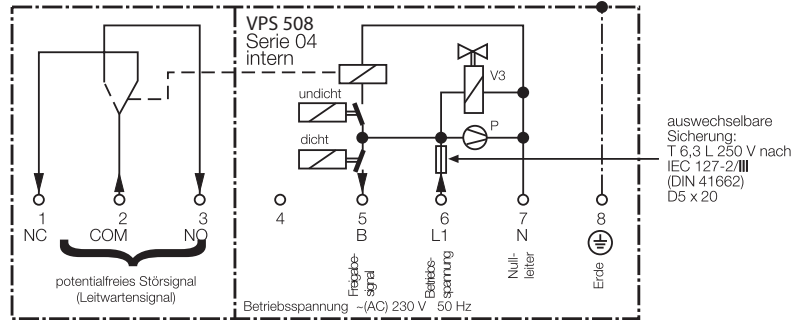 VPS 508
Serie 04
intern
V3
undicht
P
dicht
auswechselbare
Sicherung:
T 6,3 L 250 V nach
IEC 127-2/III
(DIN 41662)
D5 x 20
1 2 3 4 5 6 7 8
NC COM NO B L1 N
potentialfreies Störsignal
(Leitwartensignal)
Freigabe-
signal
Betriebs-
spannung
Null-
leiter
Erde
Betriebsspannung ~(AC) 230 V 50 Hz